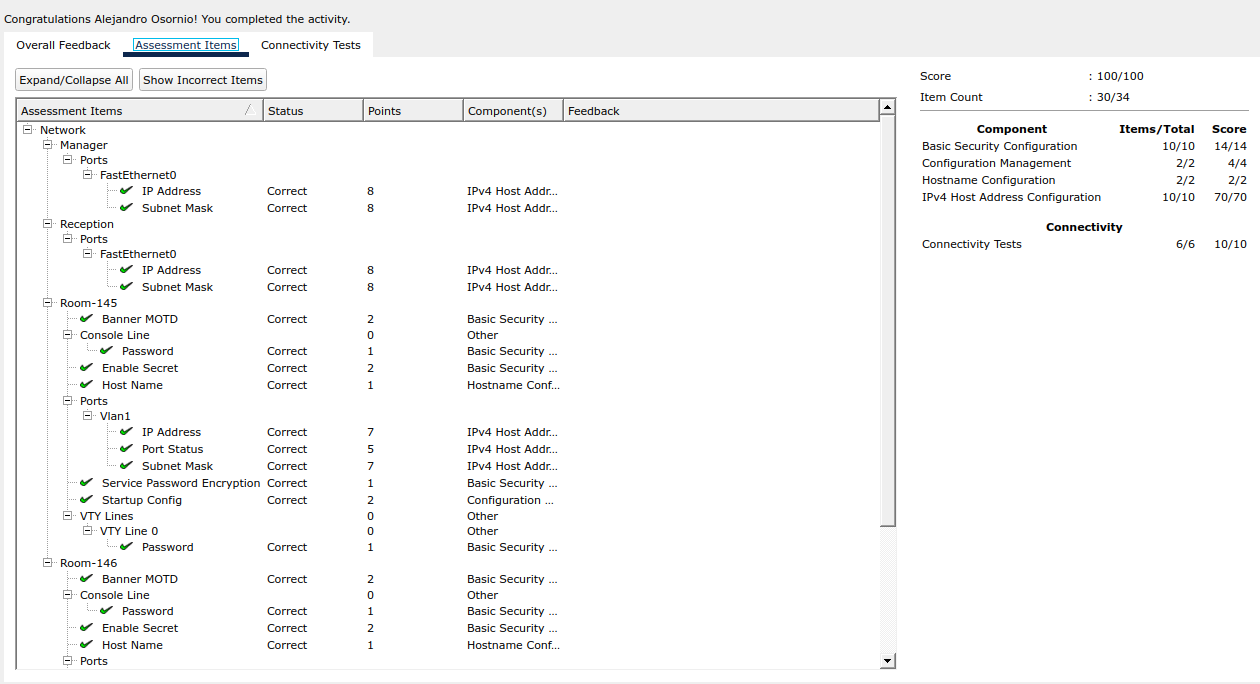 Congratulations Alejandro Osornio! You completed the activity.
Overall Feedback Assessment Items Connectivity Tests
Expand/Collapse All Show Incorrect Items
Assessment Items Status Points Component(s) Feedback
Network
Manager
Ports
FastEthernet0
IP Address Correct 8 IPv4 Host Addr...
Subnet Mask Correct 8 IPv4 Host Addr...
Reception
Ports
FastEthernet0
IP Address Correct 8 IPv4 Host Addr...
Subnet Mask Correct 8 IPv4 Host Addr...
Room-145
Banner MOTD Correct 2 Basic Security ...
Console Line 0 Other
Password Correct 1 Basic Security ...
Enable Secret Correct 2 Basic Security ...
Host Name Correct 1 Hostname Conf...
Ports
Vlan1
IP Address Correct 7 IPv4 Host Addr...
Port Status Correct 5 IPv4 Host Addr...
Subnet Mask Correct 7 IPv4 Host Addr...
Service Password Encryption Correct 1 Basic Security ...
Startup Config Correct 2 Configuration ...
VTY Lines 0 Other
VTY Line 0 0 Other
Password Correct 1 Basic Security ...
Room-146
Banner MOTD Correct 2 Basic Security ...
Console Line 0 Other
Password Correct 1 Basic Security ...
Enable Secret Correct 2 Basic Security ...
Host Name Correct 1 Hostname Conf...
Ports
Score : 100/100
Item Count : 30/34
Component Items/Total Score
Basic Security Configuration 10/10 14/14
Configuration Management 2/2 4/4
Hostname Configuration 2/2 2/2
IPv4 Host Address Configuration 10/10 70/70
Connectivity
Connectivity Tests 6/6 10/10